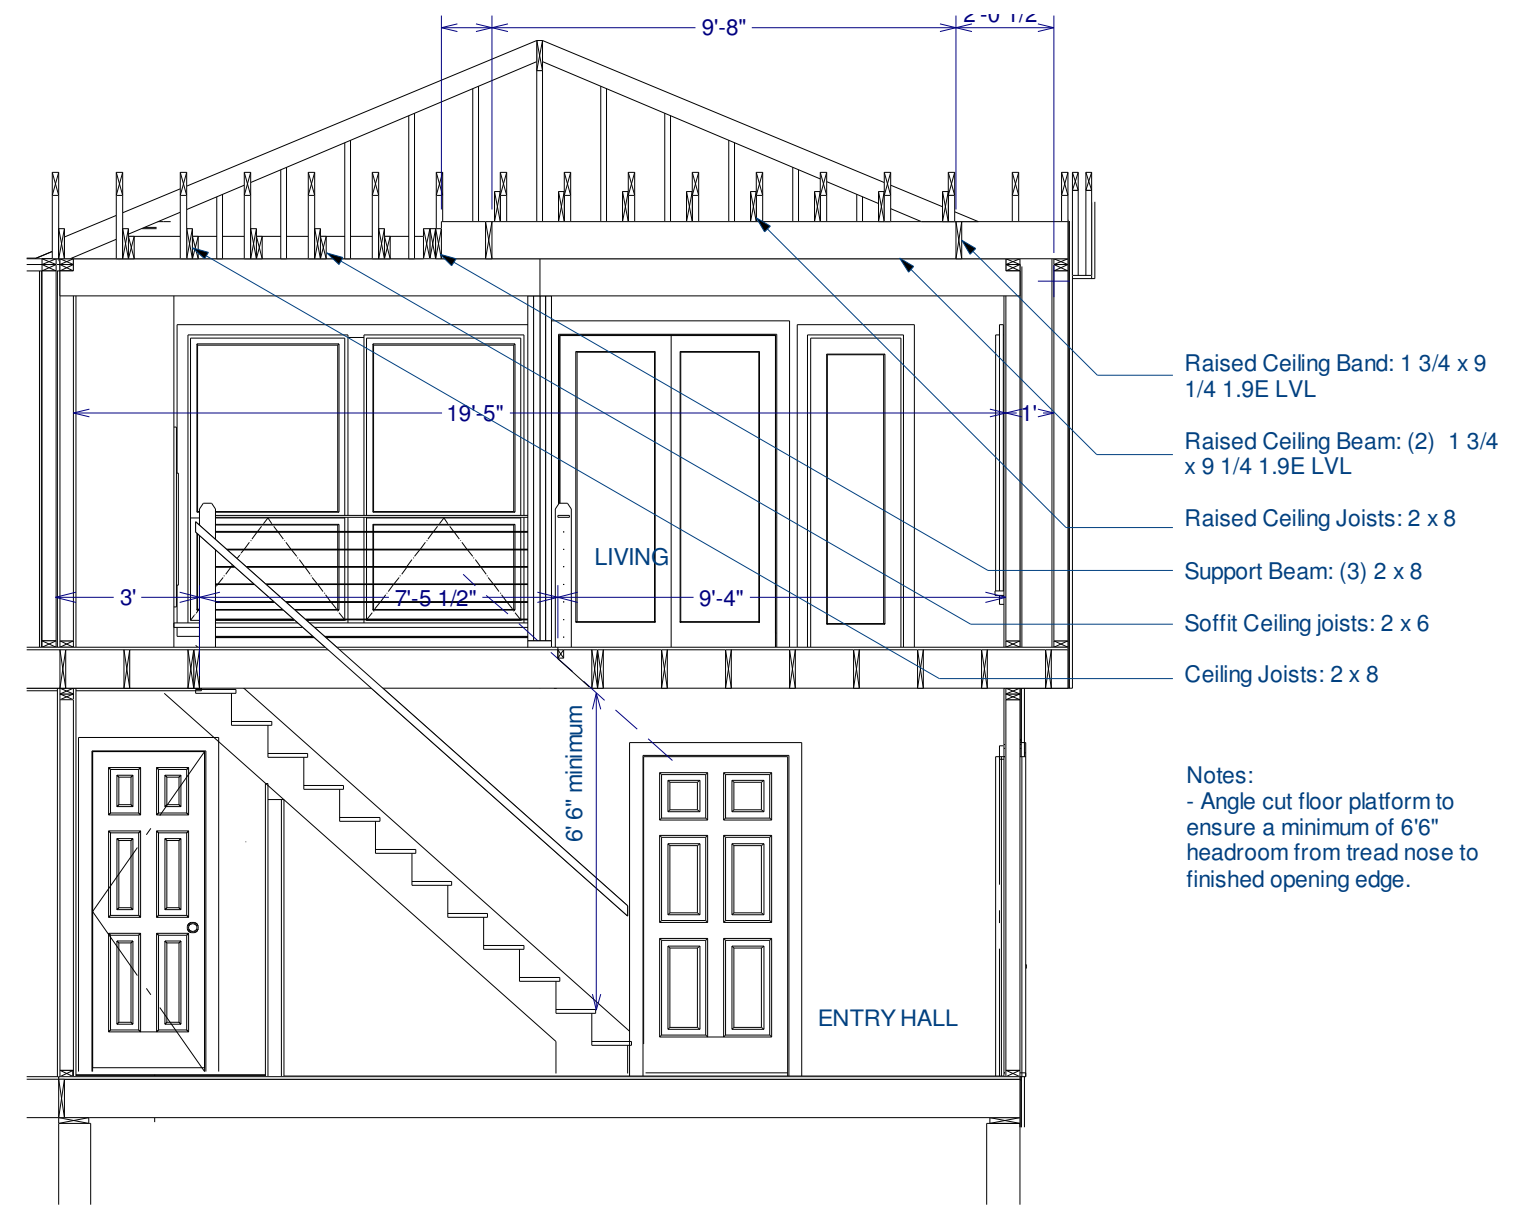 9'-8"
2'-0 1/2"
19'-5"
1'
Raised Ceiling Band: 1 3/4 x 9
1/4 1.9E LVL
Raised Ceiling Beam: (2) 1 3/4
x 9 1/4 1.9E LVL
Raised Ceiling Joists: 2 x 8
Support Beam: (3) 2 x 8
Soffit Ceiling joists: 2 x 6
Ceiling Joists: 2 x 8
LIVING
3'
7'-5 1/2"
9'-4"
6' 6" minimum
Notes:
- Angle cut floor platform to
ensure a minimum of 6'6"
headroom from tread nose to
finished opening edge.
ENTRY HALL